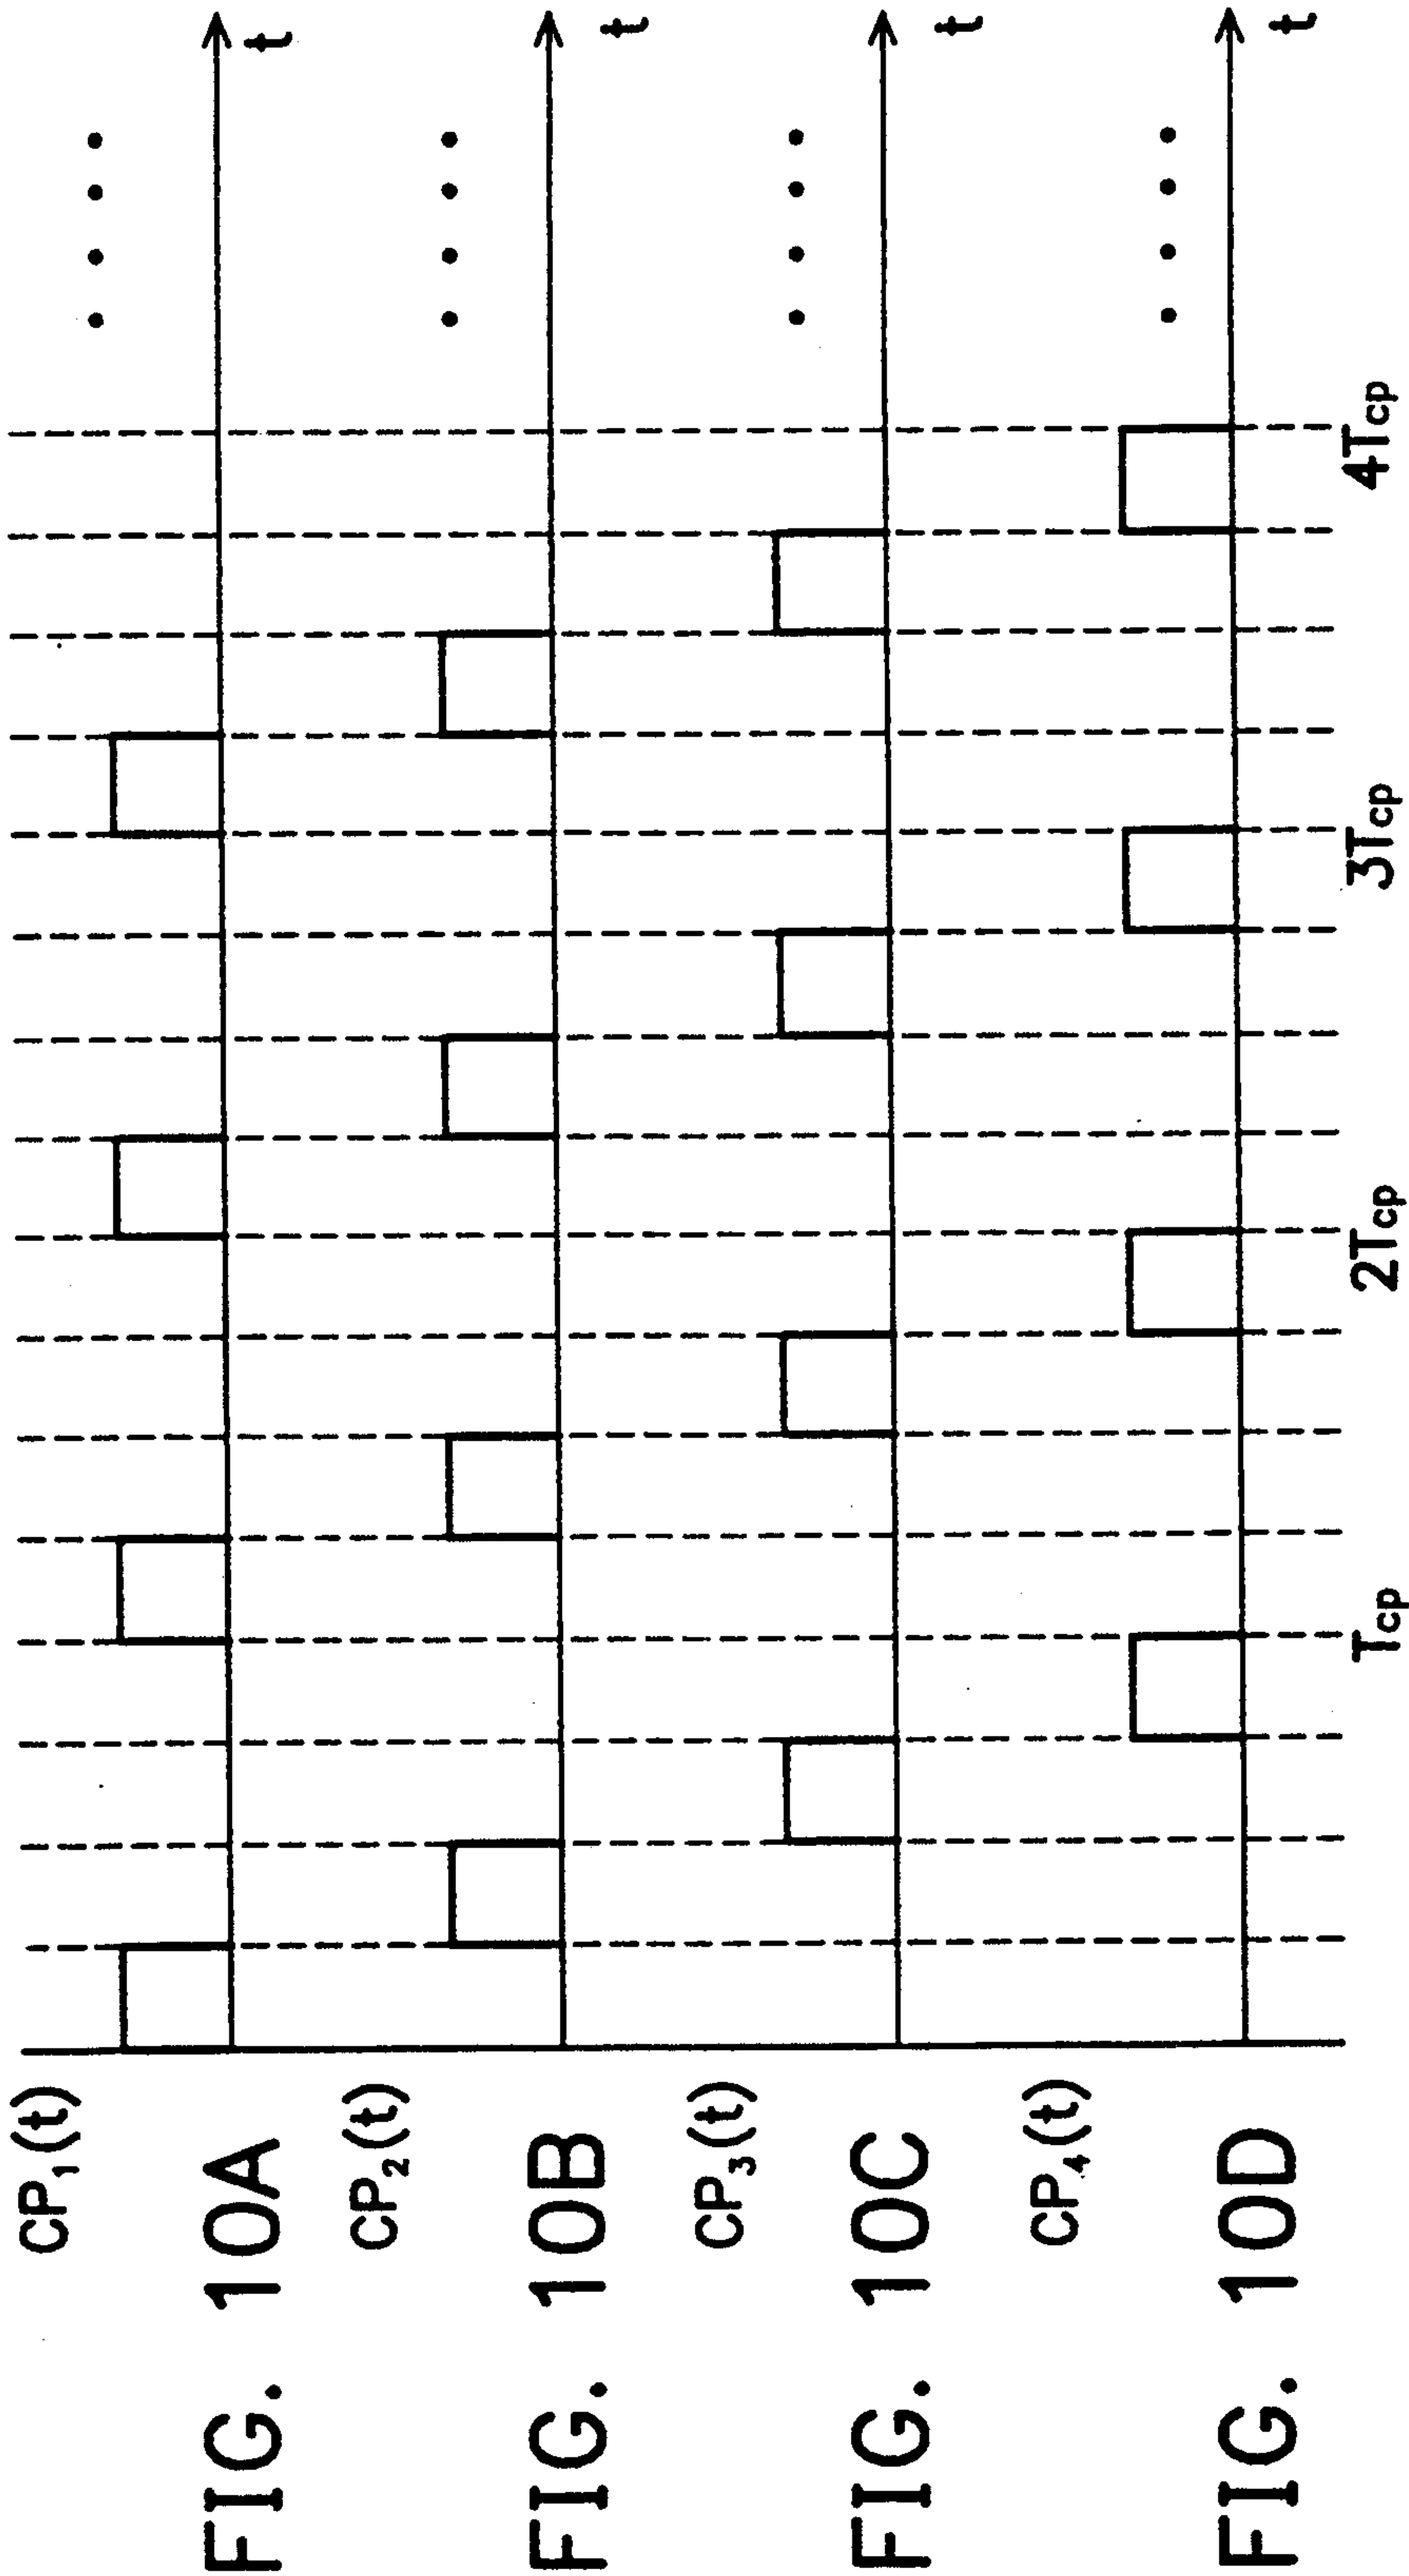 CP₁(t)
FIG. 10A
t
CP₂(t)
FIG. 10B
t
CP₃(t)
FIG. 10C
t
CP₄(t)
FIG. 10D
t
Tcp 2Tcp 3Tcp 4Tcp